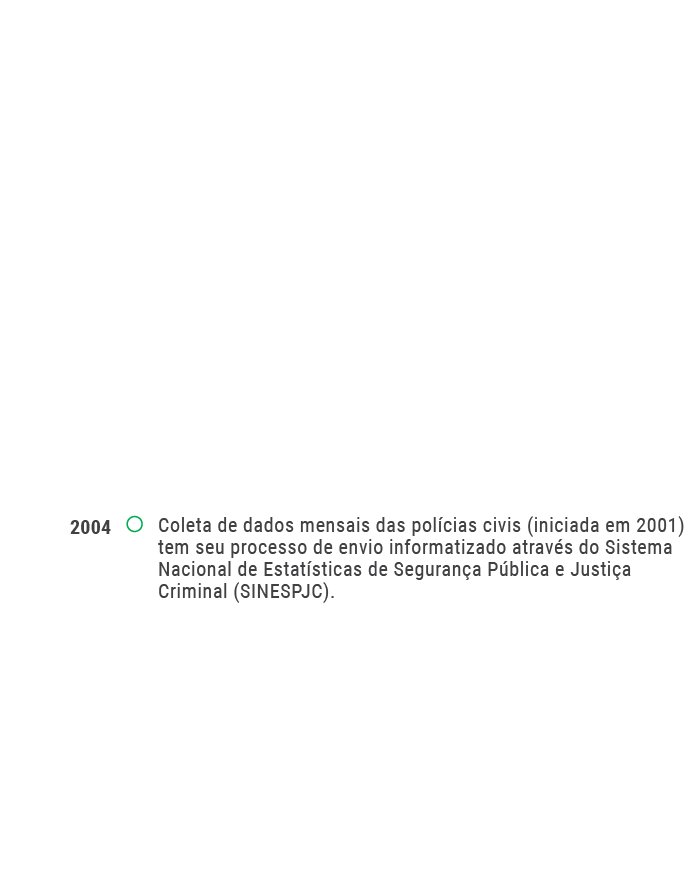 2004 Coleta de dados mensais das polícias civis (iniciada em 2001)
tem seu processo de envio informatizado através do Sistema
Nacional de Estatísticas de Segurança Pública e Justiça
Criminal (SINESPJC).